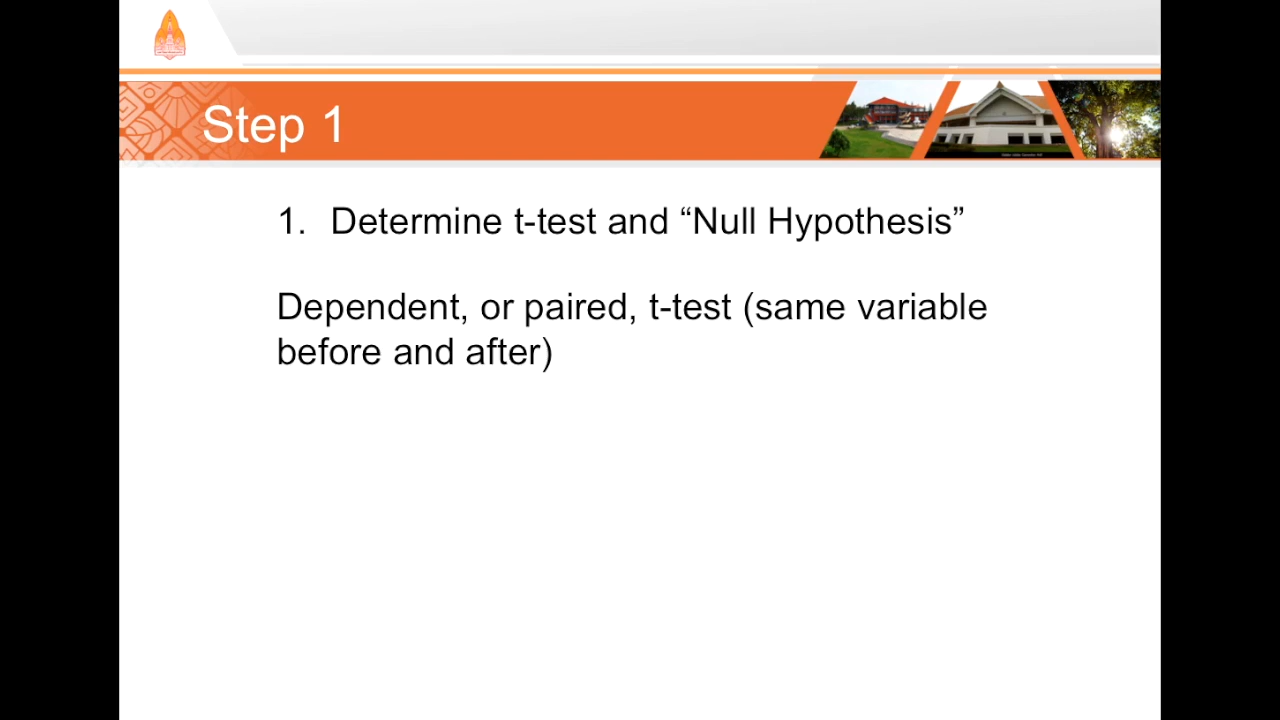 Step 1
1. Determine t-test and “Null Hypothesis”
Dependent, or paired, t-test (same variable
before and after)